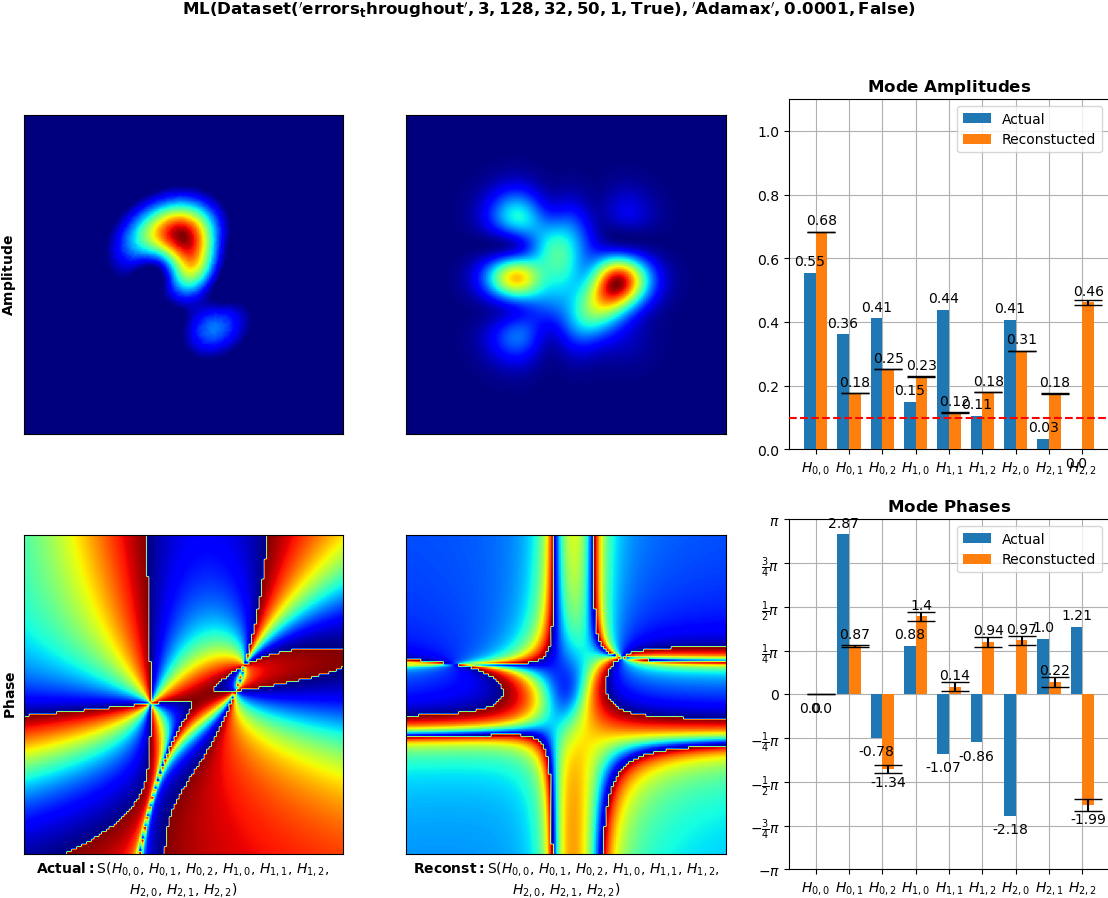 ML(Dataset('errors_throughout', 3, 128, 32, 50, 1, True), 'Adamax', 0.0001, False)
Amplitude
Mode Amplitudes
Actual
Reconstucted
1.0
0.8
0.6
0.4
0.2
0.0
0.55
0.68
0.36
0.18
0.41
0.25
0.15
0.23
0.44
0.12
0.11
0.18
0.41
0.31
0.03
0.18
0.0
0.46
H0,0 H0,1 H0,2 H1,0 H1,1 H1,2 H2,0 H2,1 H2,2
Phase
Actual: S(H0,0, H0,1, H0,2, H1,0, H1,1, H1,2,
H2,0, H2,1, H2,2)
Reconst: S(H0,0, H0,1, H0,2, H1,0, H1,1, H1,2,
H2,0, H2,1, H2,2)
Mode Phases
Actual
Reconstucted
π
3/4π
1/2π
1/4π
0
−1/4π
−1/2π
−3/4π
−π
0.0
0.0
2.87
0.87
-0.78
-1.34
0.88
1.4
-1.07
0.14
-0.86
0.94
-2.18
0.97
1.0
0.22
1.21
-1.99
H0,0 H0,1 H0,2 H1,0 H1,1 H1,2 H2,0 H2,1 H2,2